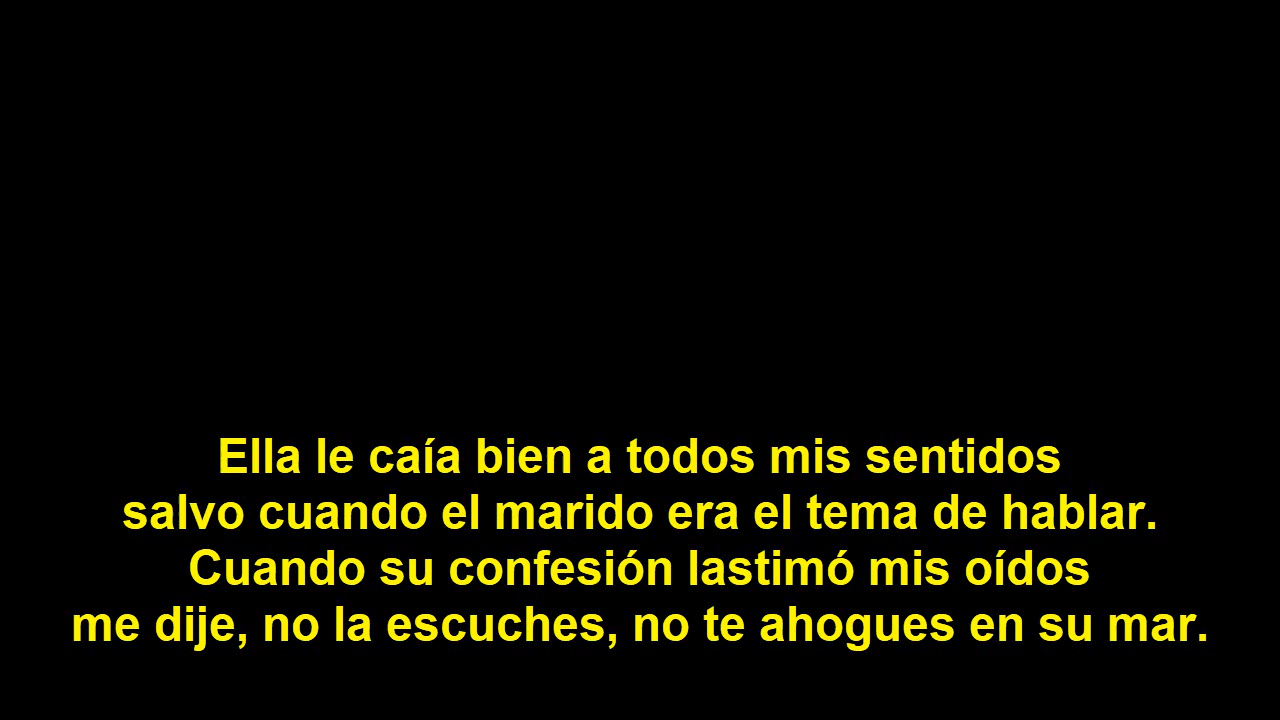 Ella le caía bien a todos mis sentidos
salvo cuando el marido era el tema de hablar.
Cuando su confesión lastimó mis oídos
me dije, no la escuches, no te ahogues en su mar.